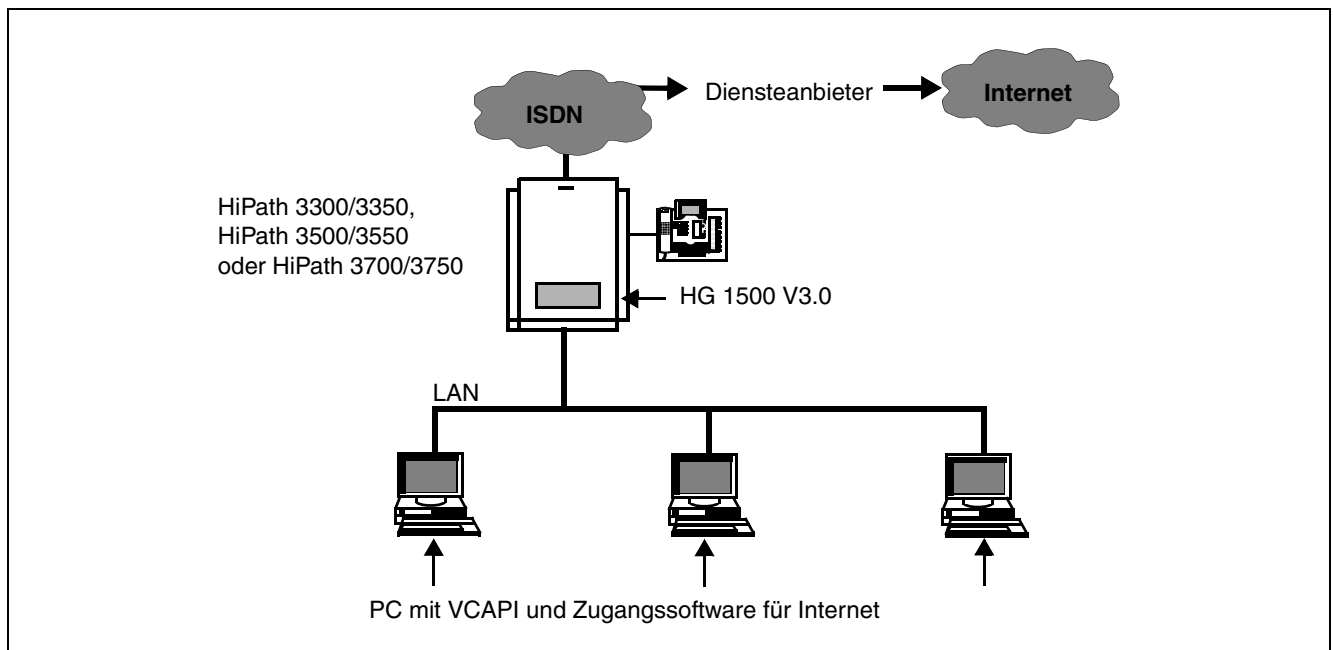 ISDN
Diensteanbieter
Internet
HiPath 3300/3350,
HiPath 3500/3550
oder HiPath 3700/3750
HG 1500 V3.0
LAN
PC mit VCAPI und Zugangssoftware für Internet